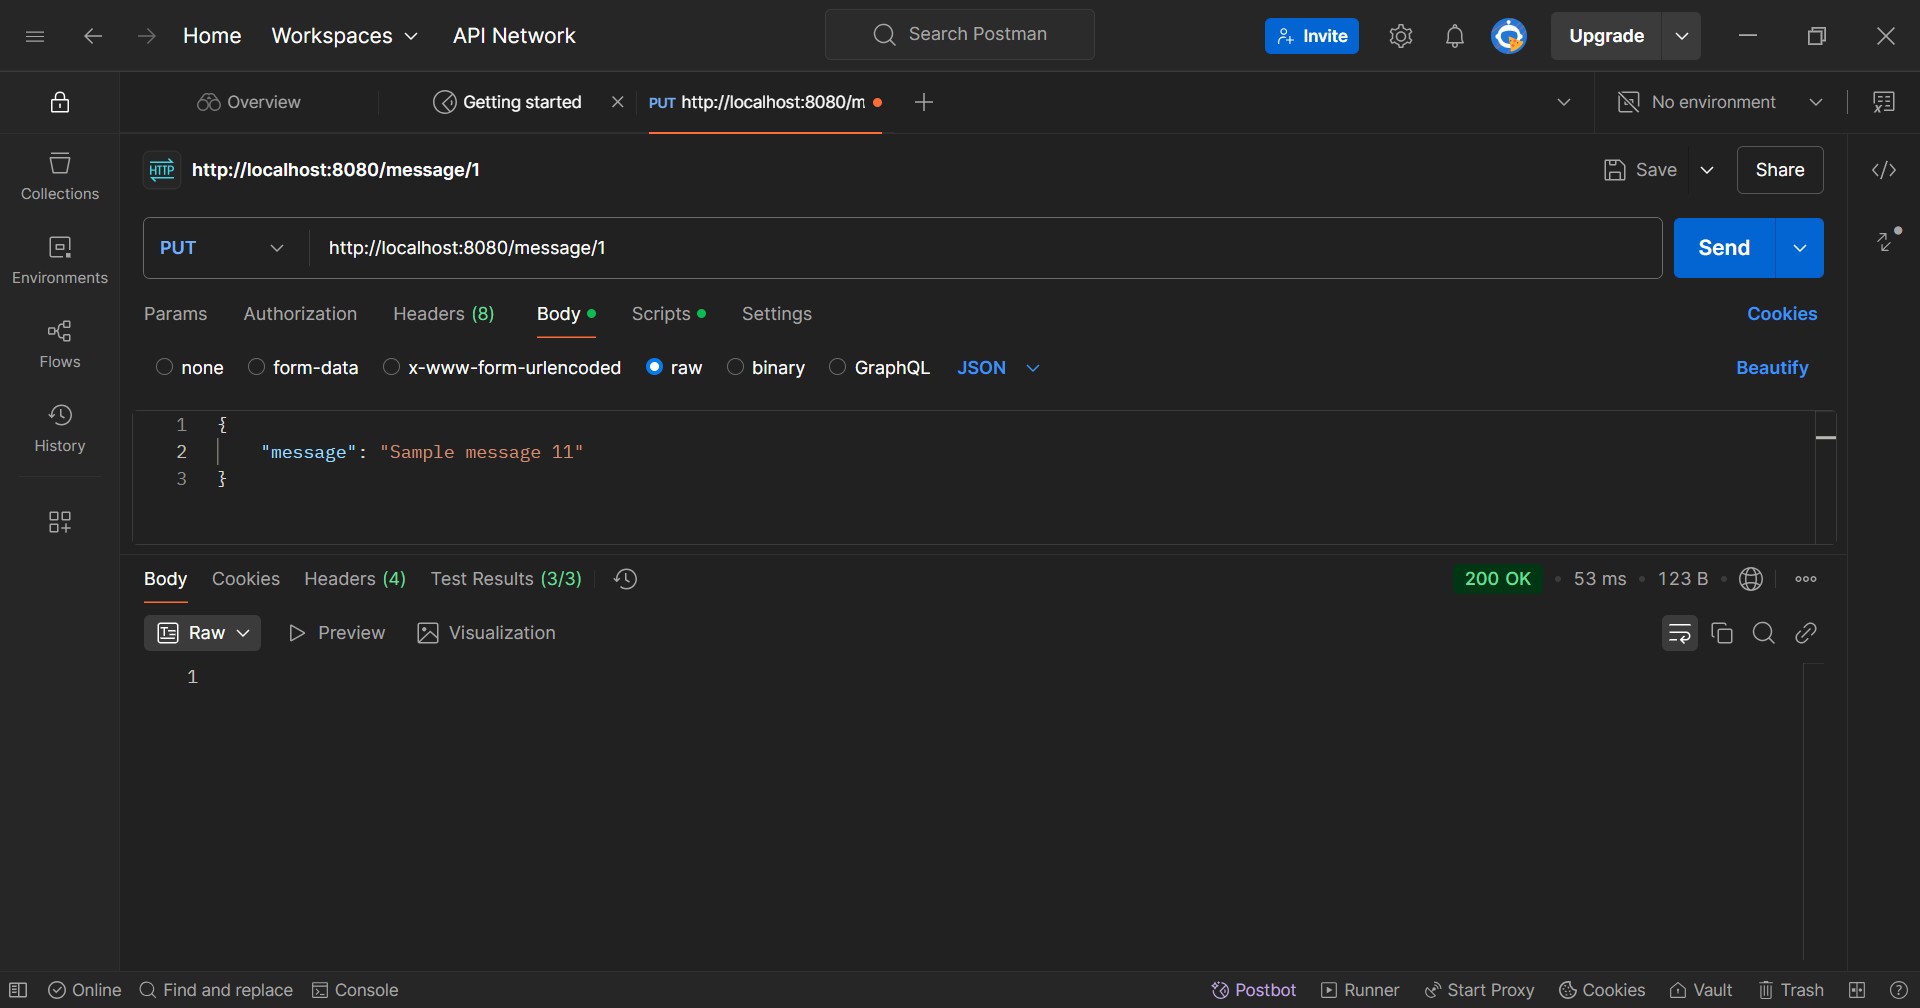 Home Workspaces API Network Search Postman Invite Upgrade
Overview Getting started PUT http://localhost:8080/m No environment
HTTP http://localhost:8080/message/1 Save Share
Collections
PUT http://localhost:8080/message/1 Send
Environments
Params Authorization Headers (8) Body Scripts Settings Cookies
Flows
none form-data x-www-form-urlencoded raw binary GraphQL JSON Beautify
History
1 {
2 "message": "Sample message 11"
3 }
Body Cookies Headers (4) Test Results (3/3) 200 OK • 53 ms • 123 B
Raw Preview Visualization
1
Online Find and replace Console Postbot Runner Start Proxy Cookies Vault Trash